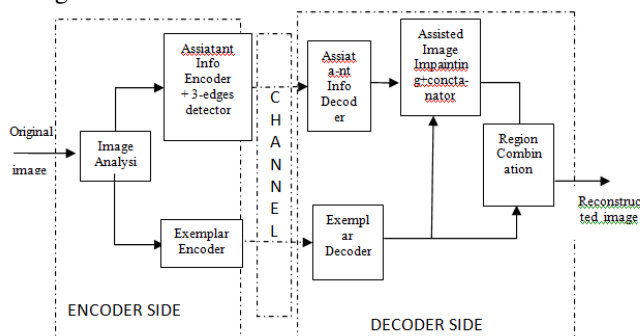 Original
image
Image
Analysi
Assiatant
Info
Encoder
+ 3-edges
detector
Exemplar
Encoder
ENCODER SIDE
C
H
A
N
N
E
L
Assiat
a-nt
Info
Decod
er
Exempl
ar
Decoder
Assisted
Image
Impaintin
g+concta-
nator
Region
Combin
ation
Reconstruc
ted image
DECODER SIDE